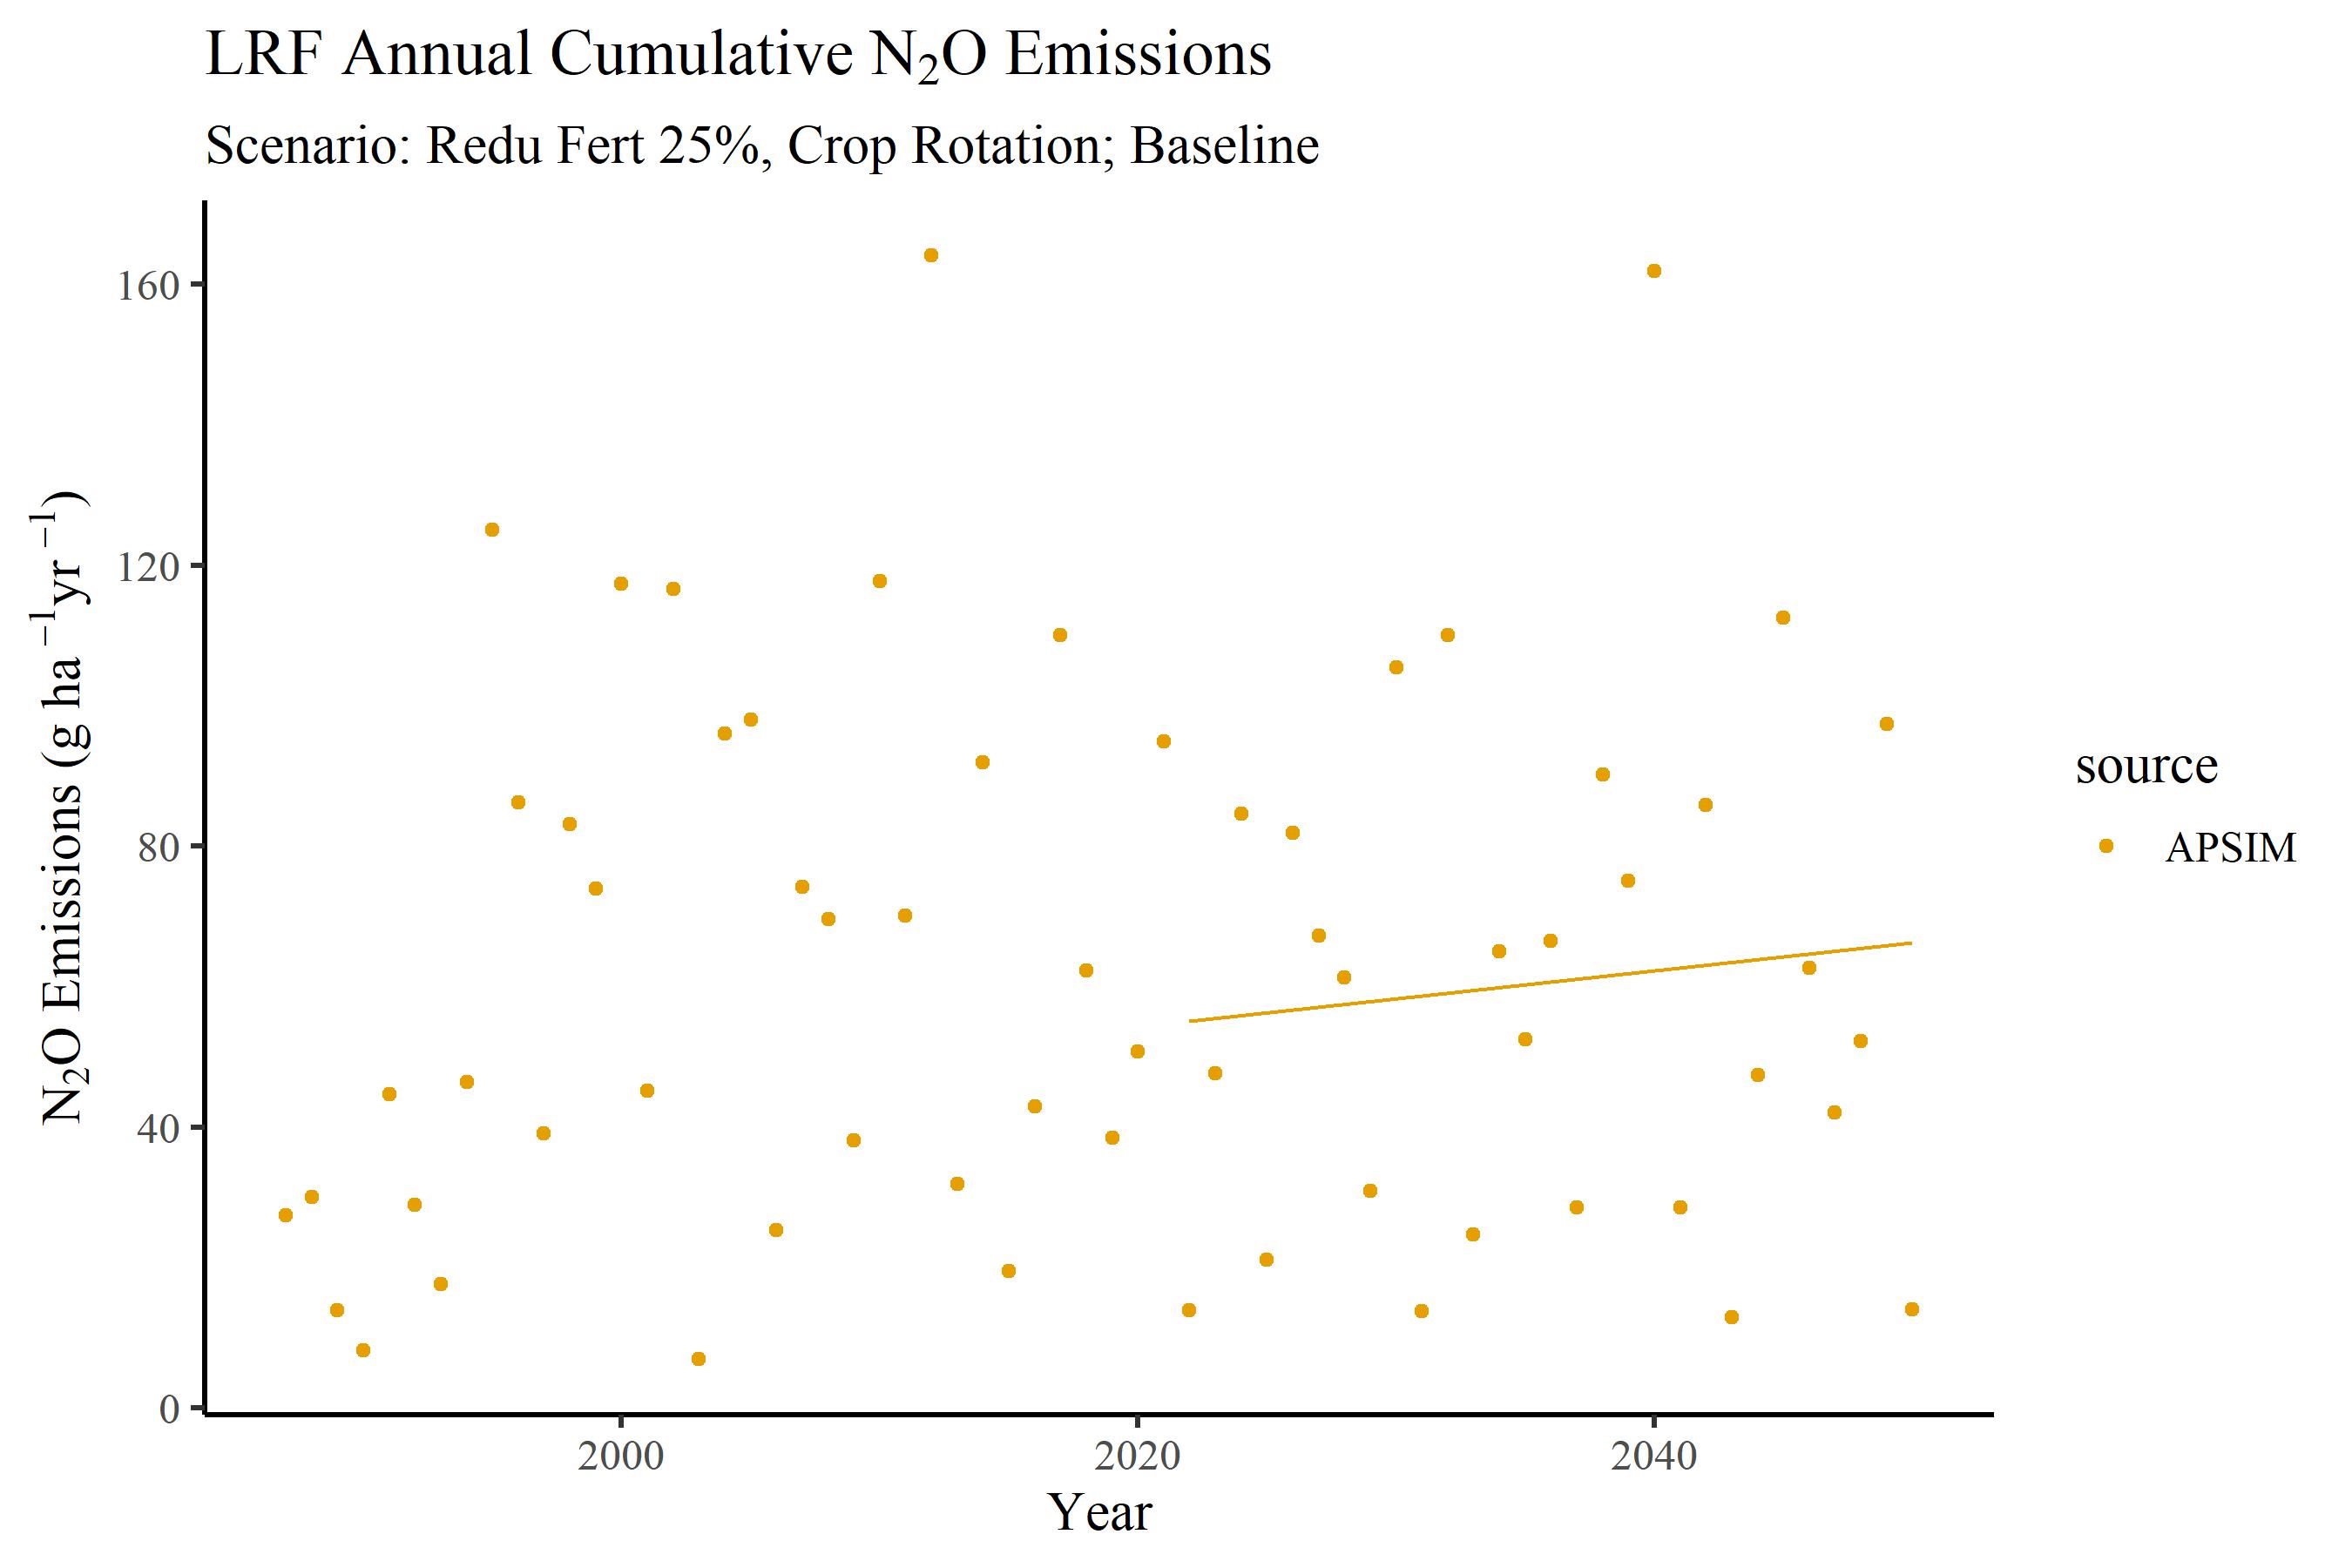 LRF Annual Cumulative N₂O Emissions
Scenario: Redu Fert 25%, Crop Rotation; Baseline
N₂O Emissions (g ha ⁻¹yr ⁻¹)
160
120
80
40
0
2000 2020 2040
Year
source
APSIM